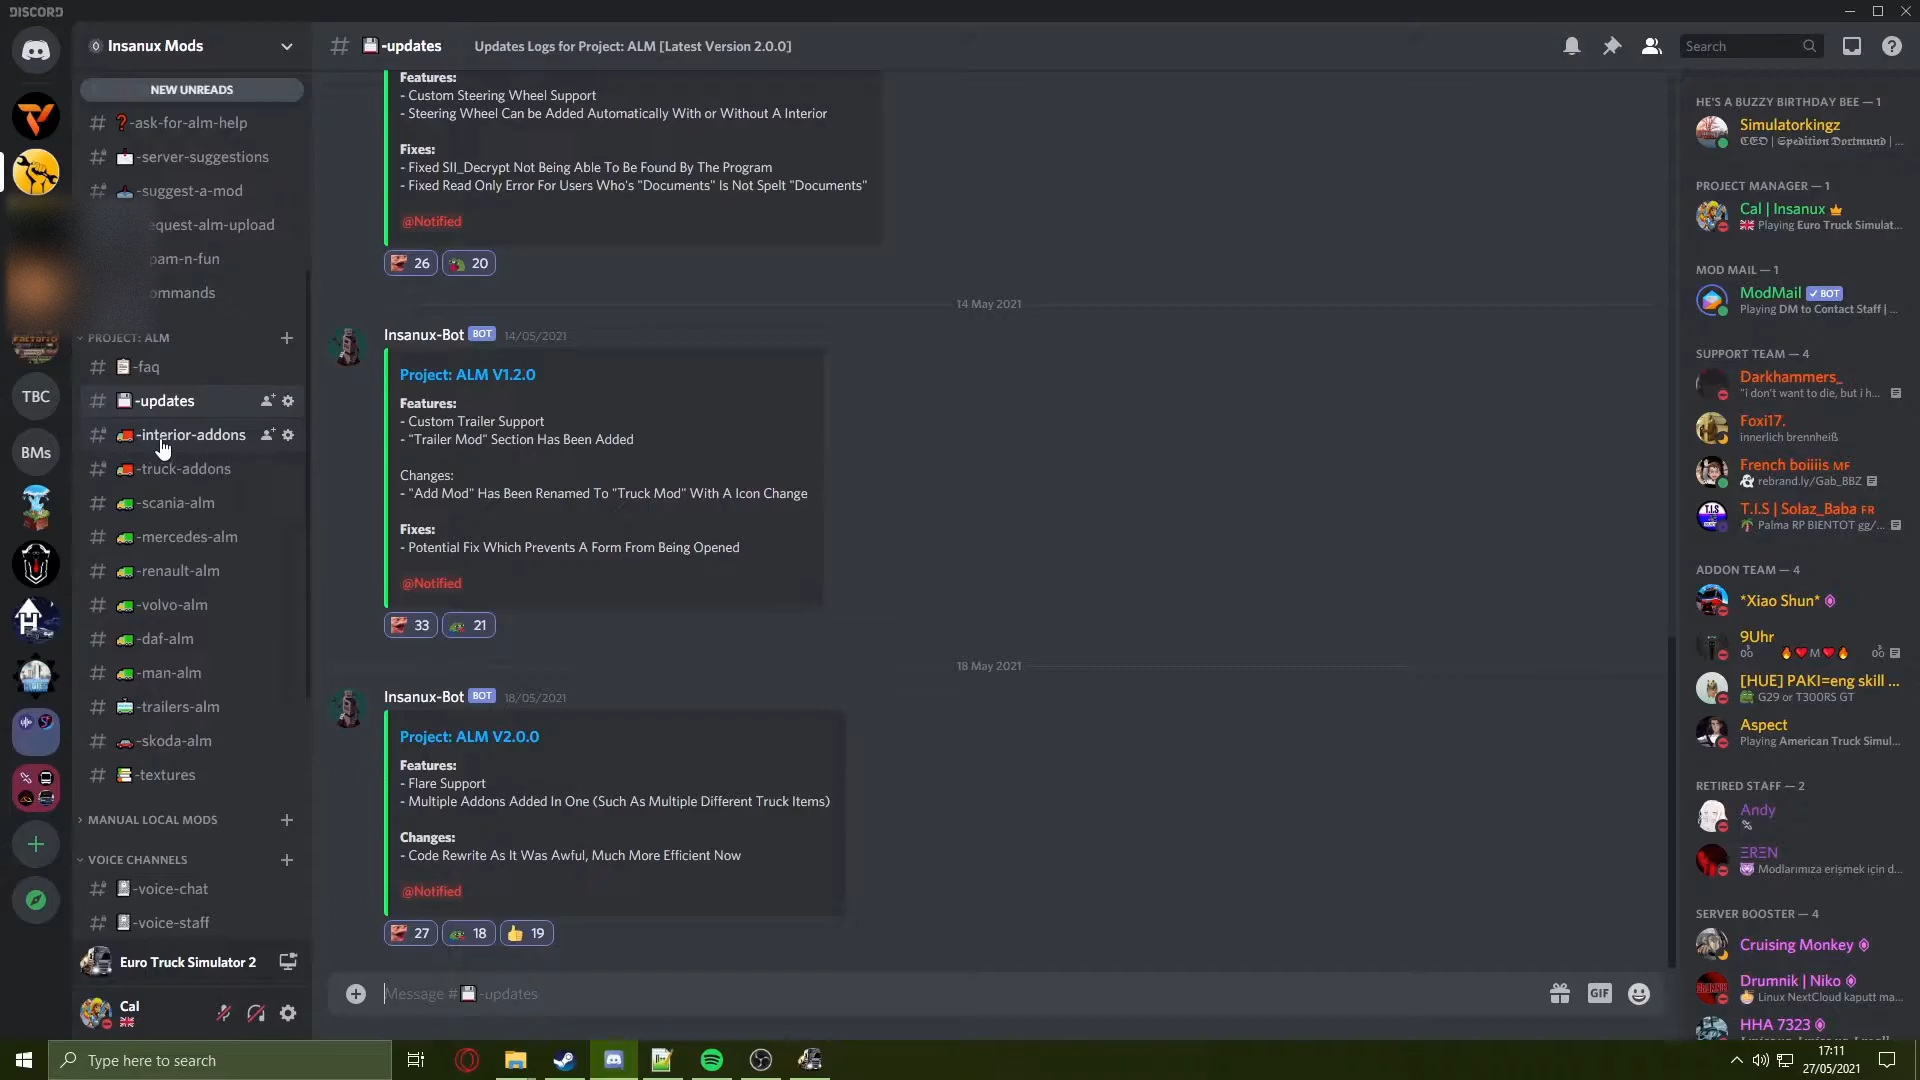 DISCORD
Insanux Mods
NEW UNREADS
-ask-for-alm-help
-server-suggestions
-suggest-a-mod
equest-alm-upload
pam-n-fun
ommands
PROJECT: ALM
-faq
-updates
-interior-addons
-truck-addons
-scania-alm
-mercedes-alm
-renault-alm
-volvo-alm
-daf-alm
-man-alm
-trailers-alm
-skoda-alm
-textures
MANUAL LOCAL MODS
VOICE CHANNELS
-voice-chat
-voice-staff
Euro Truck Simulator 2
Cal
TBC
BMs
-updates
Updates Logs for Project: ALM [Latest Version 2.0.0]
Search
Features:
- Custom Steering Wheel Support
- Steering Wheel Can be Added Automatically With or Without A Interior
Fixes:
- Fixed SII_Decrypt Not Being Able To Be Found By The Program
- Fixed Read Only Error For Users Who's "Documents" Is Not Spelt "Documents"
@Notified
26 20
14 May 2021
Insanux-Bot BOT 14/05/2021
Project: ALM V1.2.0
Features:
- Custom Trailer Support
- "Trailer Mod" Section Has Been Added
Changes:
- "Add Mod" Has Been Renamed To "Truck Mod" With A Icon Change
Fixes:
- Potential Fix Which Prevents A Form From Being Opened
@Notified
33 21
18 May 2021
Insanux-Bot BOT 18/05/2021
Project: ALM V2.0.0
Features:
- Flare Support
- Multiple Addons Added In One (Such As Multiple Different Truck Items)
Changes:
- Code Rewrite As It Was Awful, Much More Efficient Now
@Notified
27 18 19
Message # -updates
GIF
HE'S A BUZZY BIRTHDAY BEE — 1
Simulatorkingz
ℭ𝔈𝔒 | 𝔖𝔭𝔢𝔡𝔦𝔱𝔦𝔬𝔫 𝔇𝔬𝔯𝔱𝔪𝔲𝔫𝔡 | ...
PROJECT MANAGER — 1
Cal | Insanux
Playing Euro Truck Simulat...
MOD MAIL — 1
ModMail BOT
Playing DM to Contact Staff | ...
SUPPORT TEAM — 4
Darkhammers_
"i don't want to die, but i h...
Foxi17.
innerlich brennheiß
French boiiiis MF
rebrand.ly/Gab_BBZ
T.I.S | Solaz_Baba FR
Palma RP BIENTOT gg/...
ADDON TEAM — 4
*Xiao Shun*
9Uhr
M
[HUE] PAKI=eng skill ...
G29 or T300RS GT
Aspect
Playing American Truck Simul...
RETIRED STAFF — 2
Andy
ΞRΞN
Modlarımıza erişmek için d...
SERVER BOOSTER — 4
Cruising Monkey
Drumnik | Niko
Linux NextCloud kaputt ma...
HHA 7323
Type here to search
17:11
27/05/2021